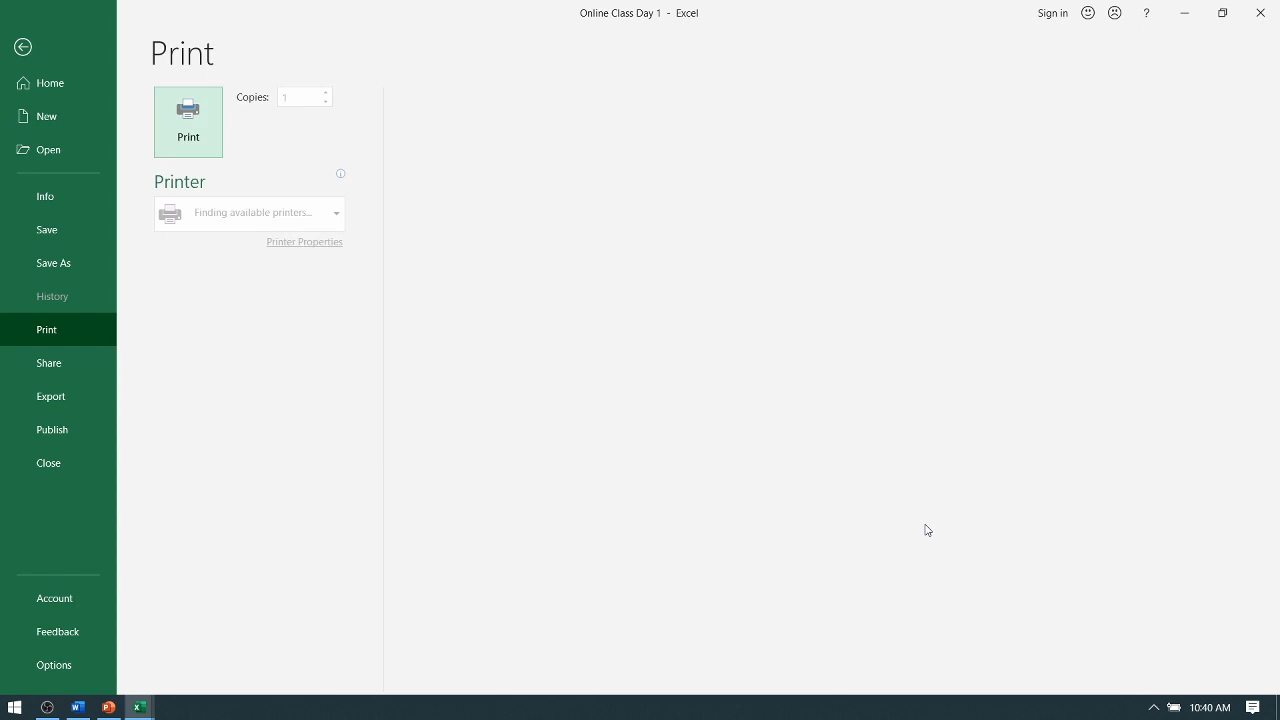 Online Class Day 1 - Excel
Sign in
?
Print
Home
New
Open
Info
Save
Save As
History
Print
Share
Export
Publish
Close
Account
Feedback
Options
Print
Copies: 1
Printer
Finding available printers...
Printer Properties
10:40 AM